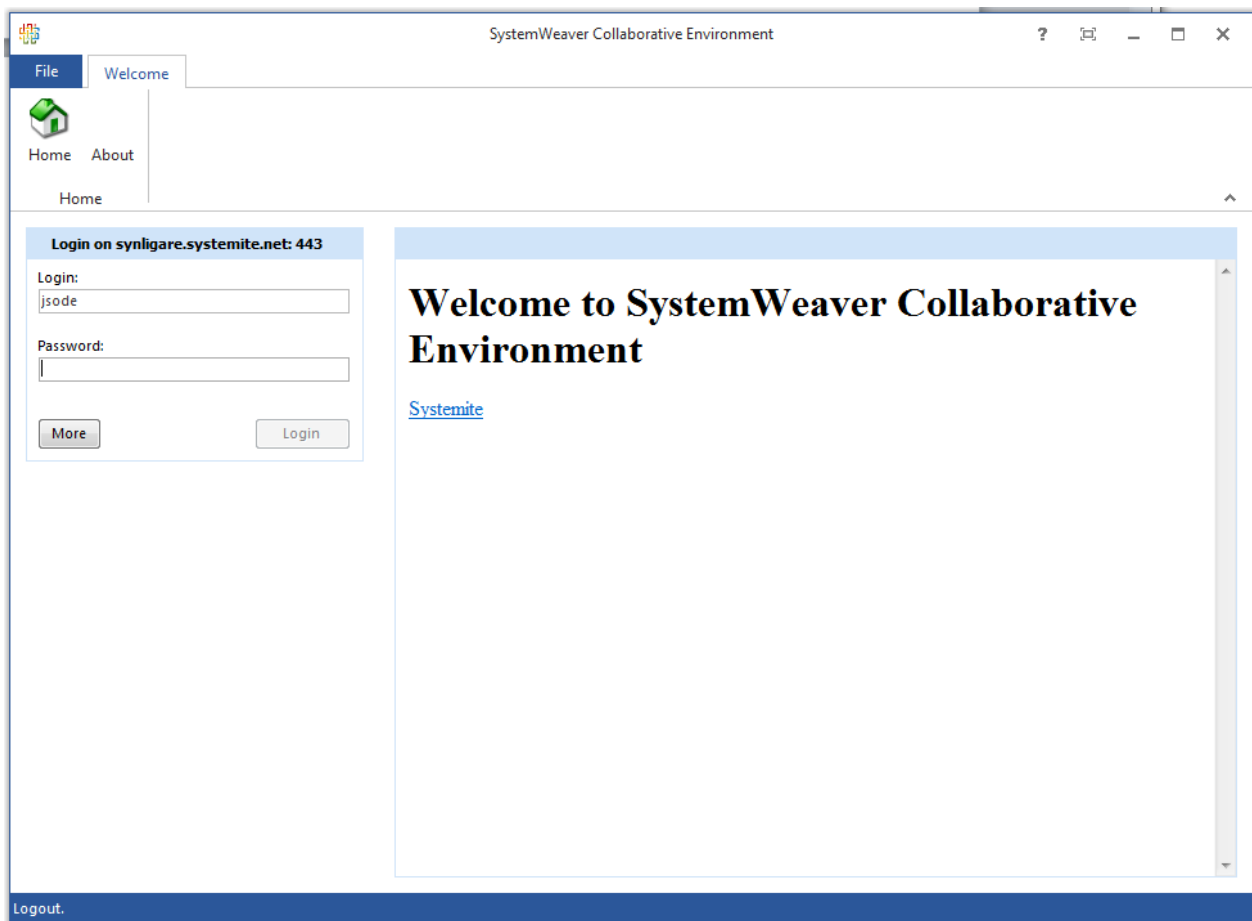 SystemWeaver Collaborative Environment
?
File Welcome
Home About
Home
Login on synligare.systemite.net: 443
Login:
jsode
Password:
More Login
Welcome to SystemWeaver Collaborative
Environment
Systemite
Logout.